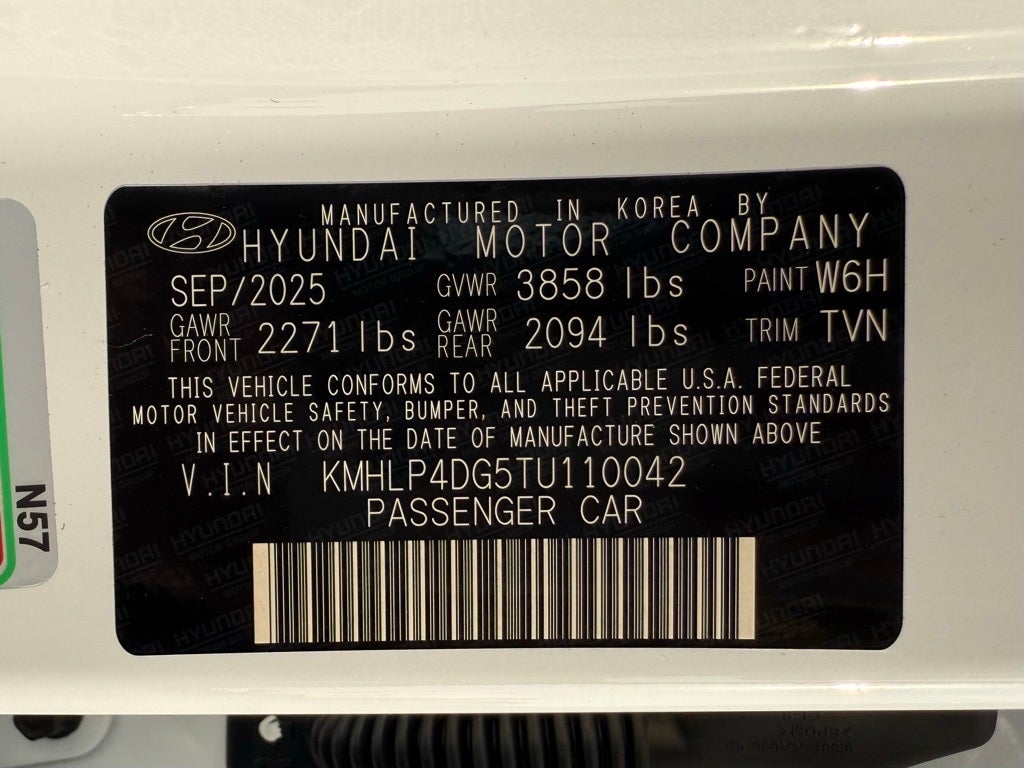 MANUFACTURED IN KOREA BY
HYUNDAI MOTOR COMPANY
SEP/2025 GVWR 3858 lbs PAINT W6H
GAWR FRONT 2271 lbs GAWR REAR 2094 lbs TRIM TVN
THIS VEHICLE CONFORMS TO ALL APPLICABLE U.S.A. FEDERAL
MOTOR VEHICLE SAFETY, BUMPER, AND THEFT PREVENTION STANDARDS
IN EFFECT ON THE DATE OF MANUFACTURE SHOWN ABOVE
V.I.N KMHLP4DG5TU110042
PASSENGER CAR
N57